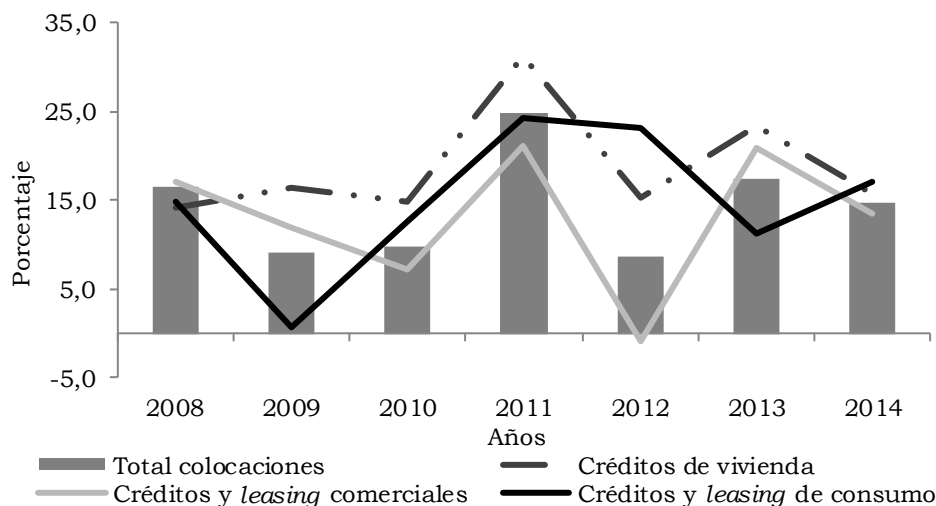 35,0
25,0
15,0
5,0
-5,0
Porcentaje
2008 2009 2010 2011 2012 2013 2014
Años
Total colocaciones Créditos de vivienda
Créditos y leasing comerciales Créditos y leasing de consumo